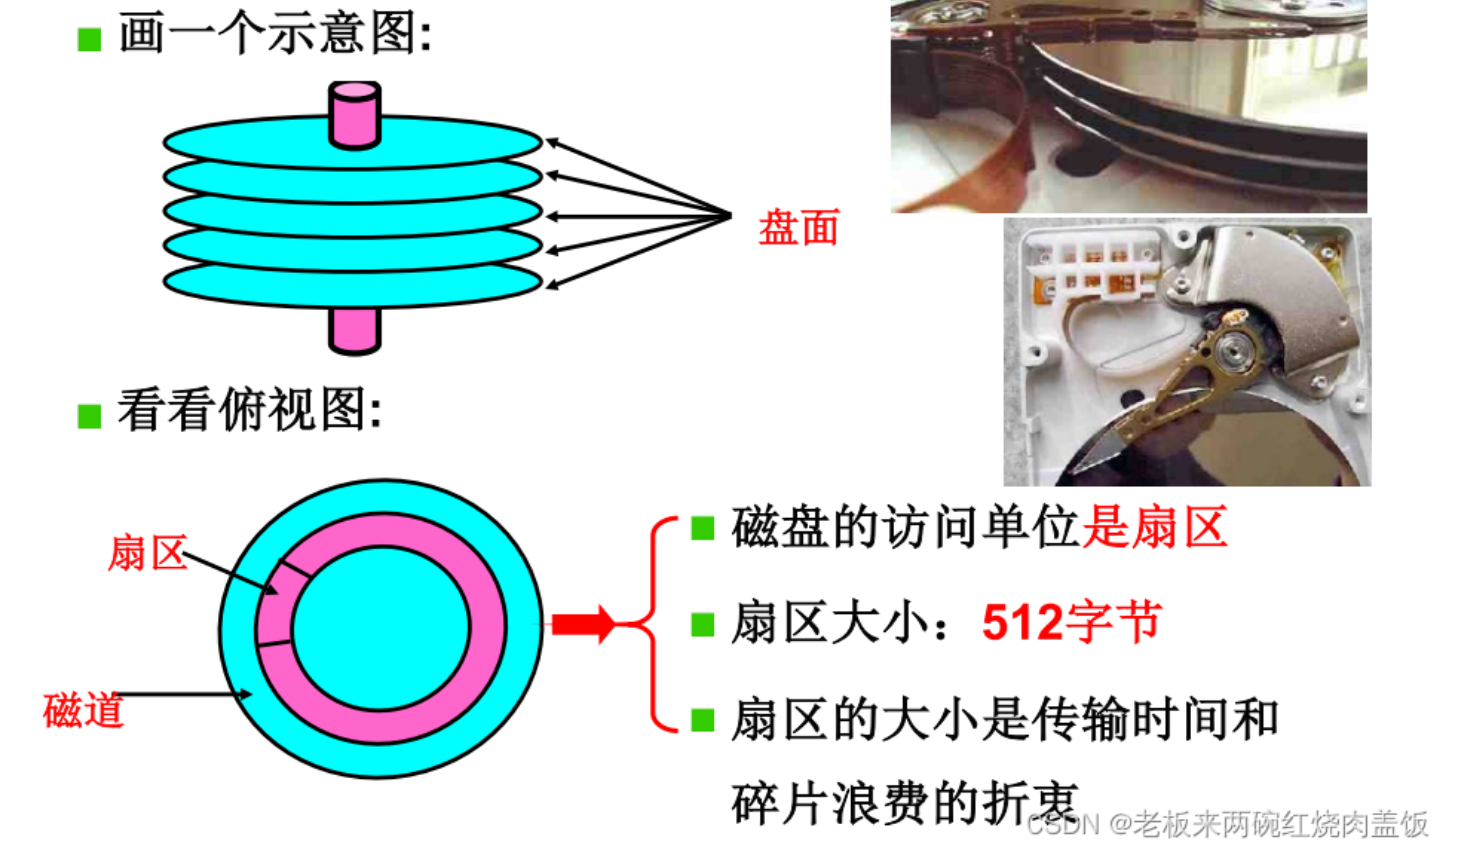 画一个示意图:
盘面
看看俯视图:
扇区
磁道
磁盘的访问单位是扇区
扇区大小：512字节
扇区的大小是传输时间和
碎片浪费的折衷
CSDN @老板来两碗红烧肉盖饭